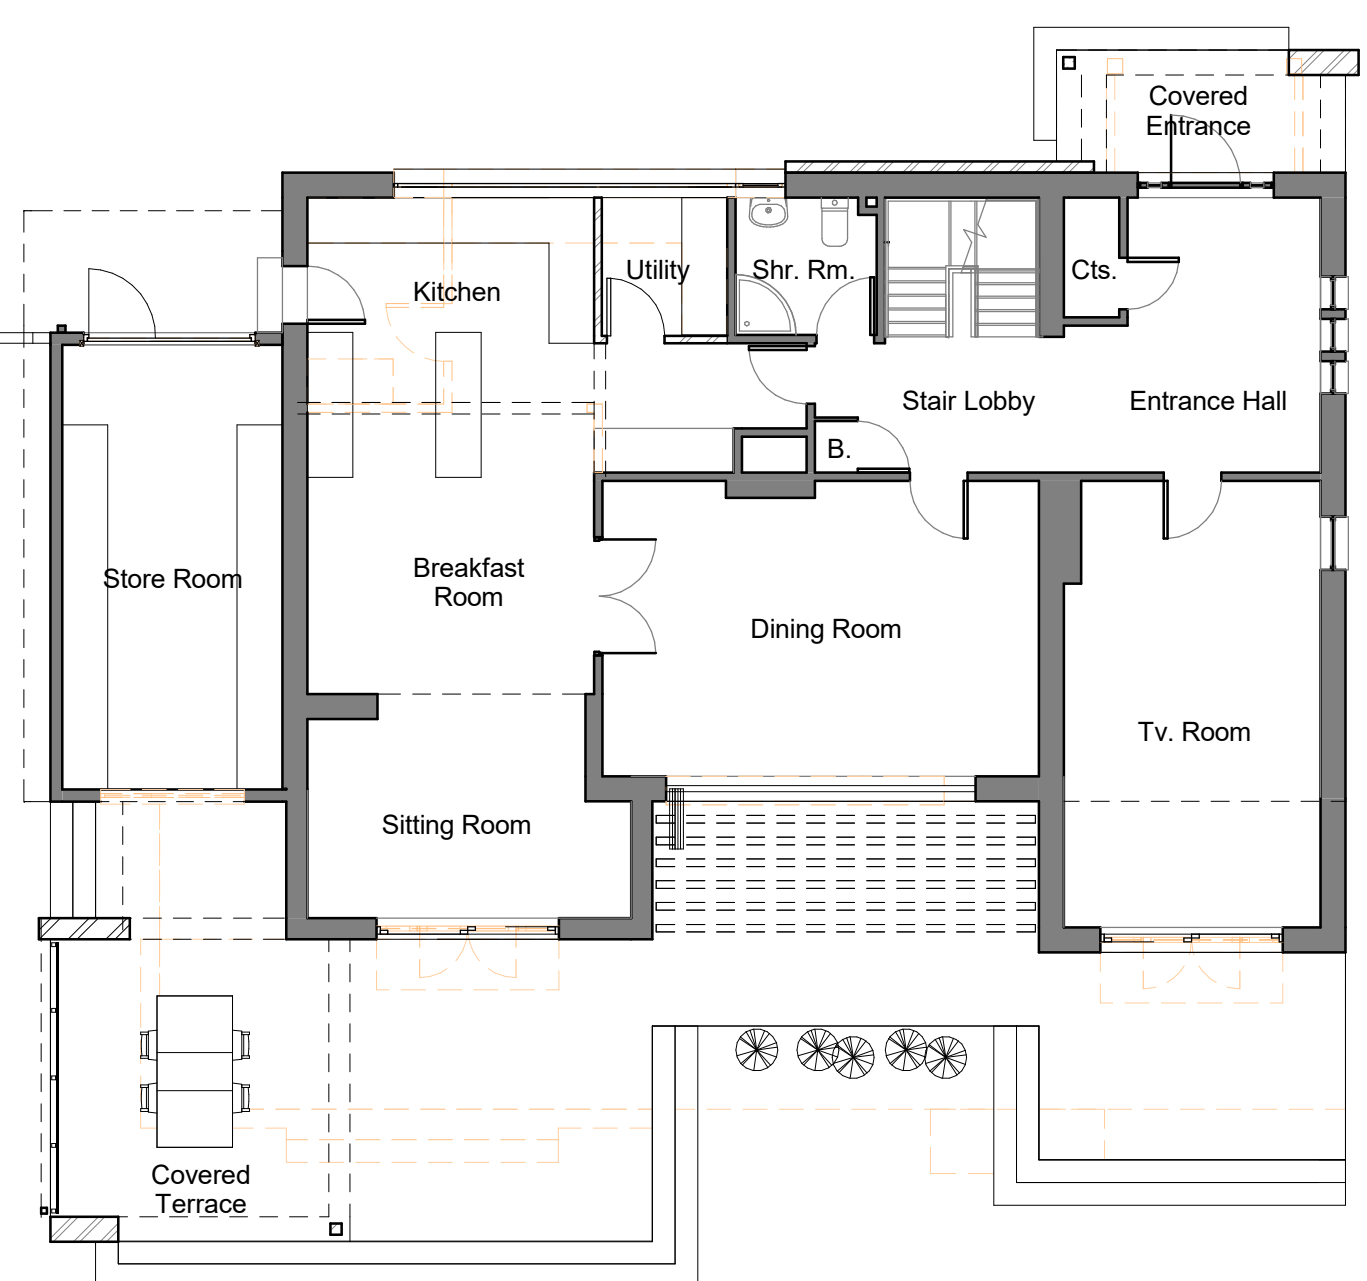 Covered
Entrance
Utility
Shr. Rm.
Cts.
Kitchen
Stair Lobby
Entrance Hall
B.
Store Room
Breakfast
Room
Dining Room
Tv. Room
Sitting Room
Covered
Terrace